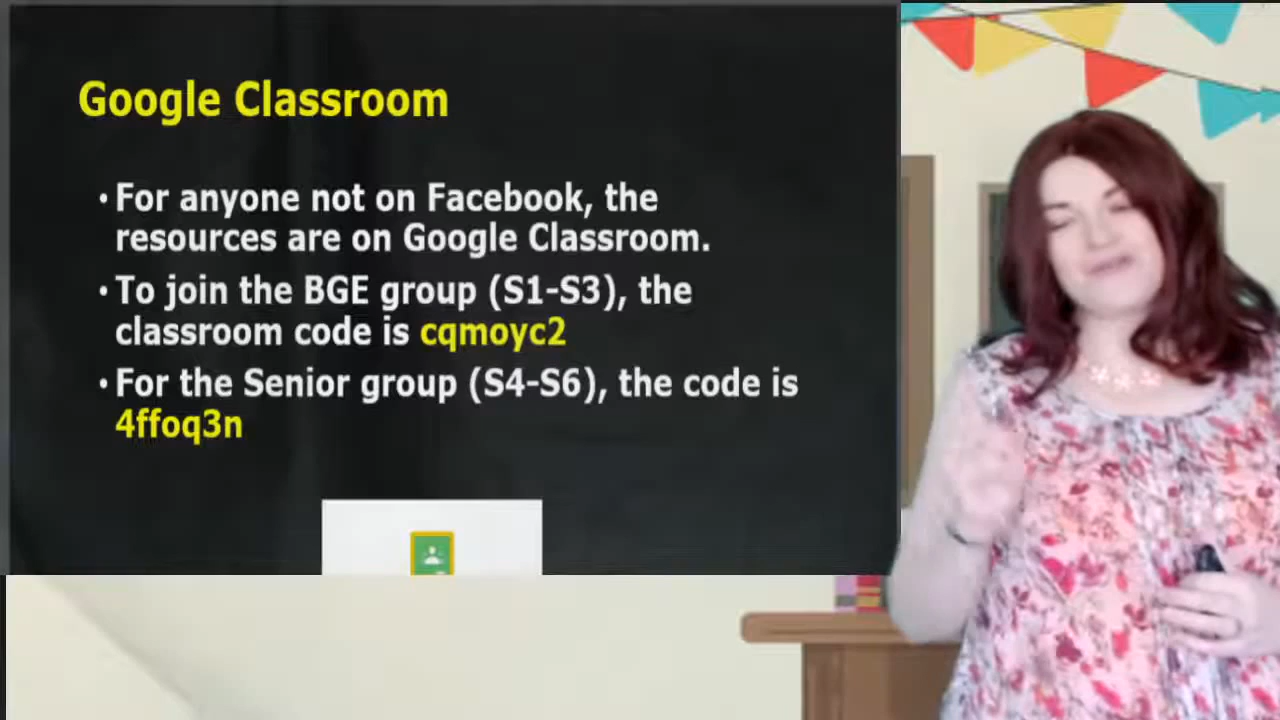 Google Classroom
• For anyone not on Facebook, the
resources are on Google Classroom.
• To join the BGE group (S1-S3), the
classroom code is cqmoyc2
• For the Senior group (S4-S6), the code is
4ffoq3n